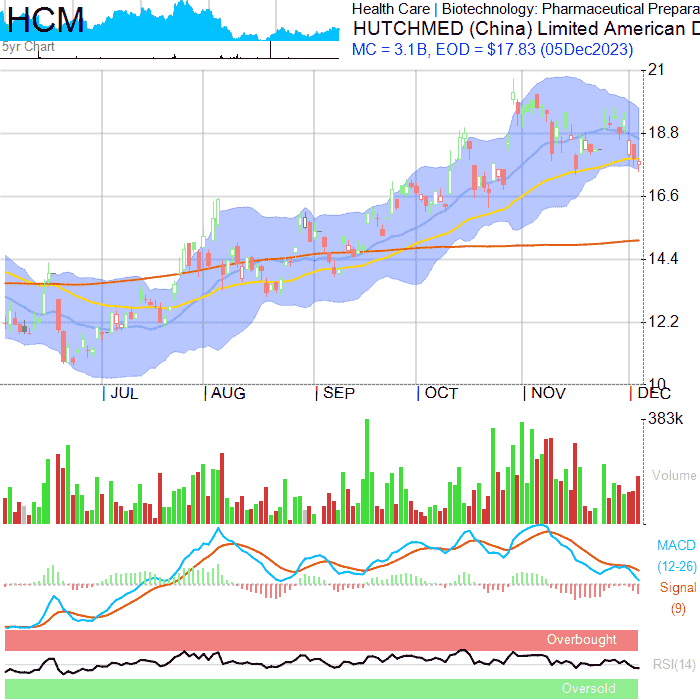 HCM
5yr Chart
Health Care | Biotechnology: Pharmaceutical Prepara
HUTCHMED (China) Limited American D
MC = 3.1B, EOD = $17.83 (05Dec2023)
21
18.8
16.6
14.4
12.2
10
JUL AUG SEP OCT NOV DEC
383k
Volume
MACD
(12-26)
Signal
(9)
Overbought
RSI(14)
Oversold